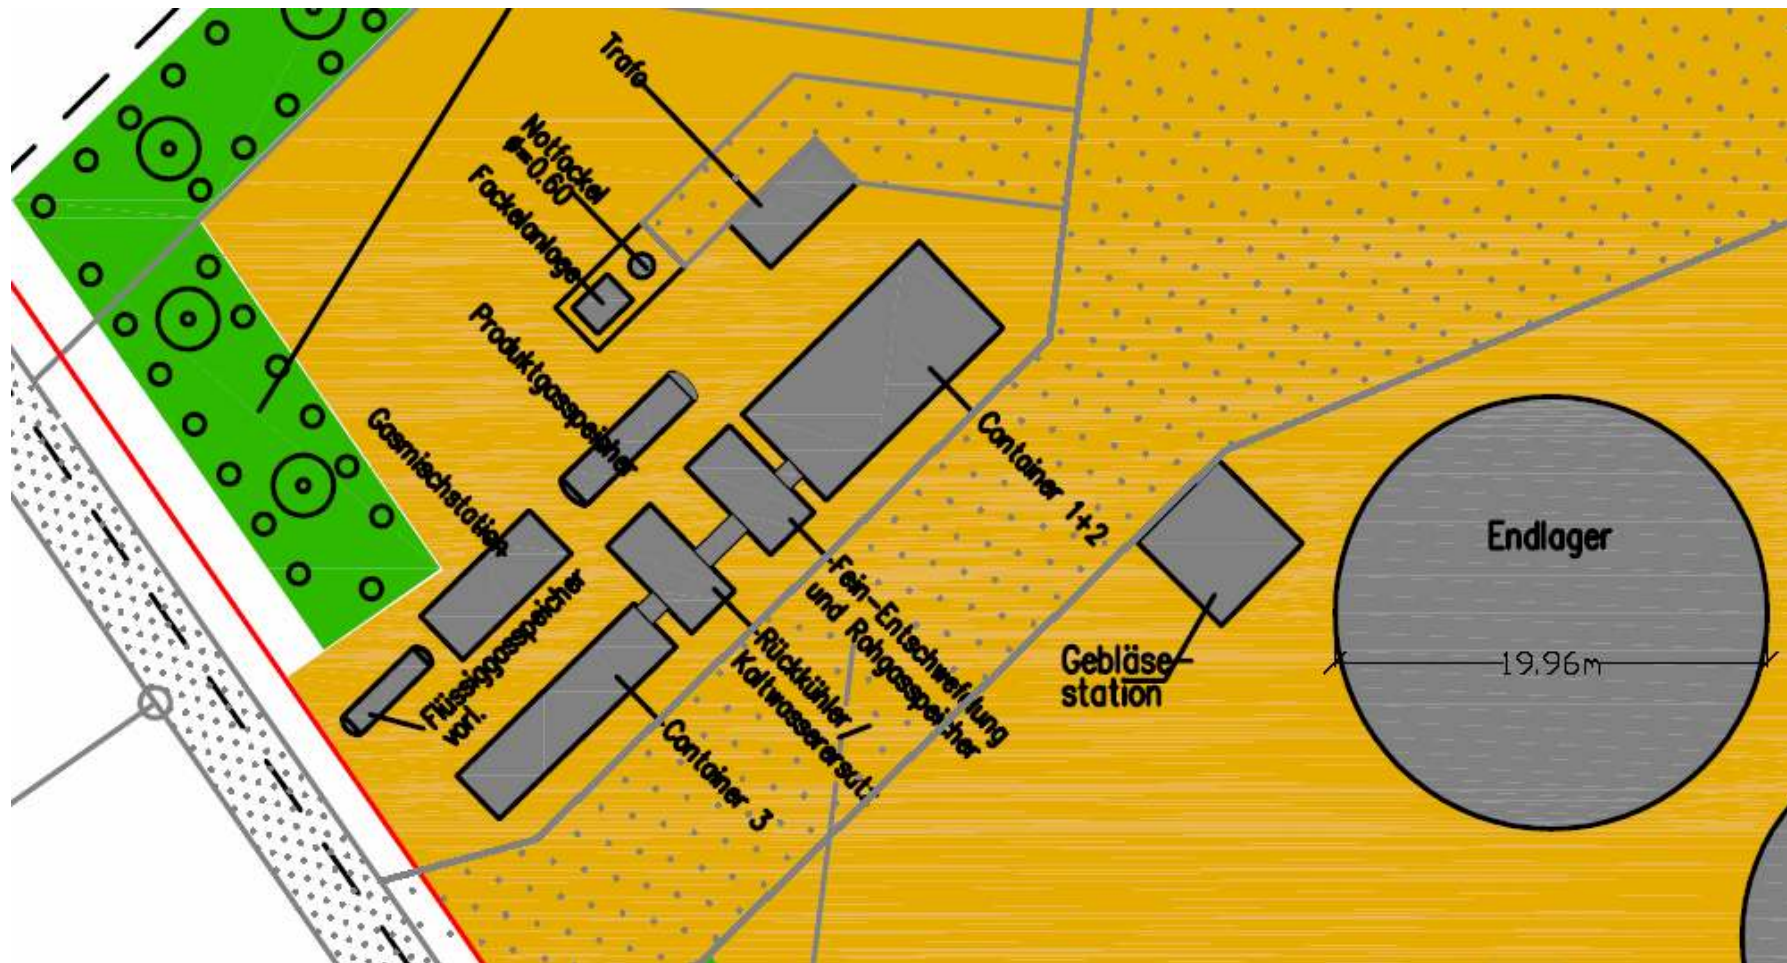 Trafo
Notfackel
ø=0.60
Fackelanlage
Produktgasspeicher
Gasmischstation
Flüssiggasspeicher
vorl.
Container 1+2
Fein-Entschwefelung
und Rohgasspeicher
Rückkühler /
Kaltwasserersatz
Container 3
Gebläse-
station
Endlager
19.96m